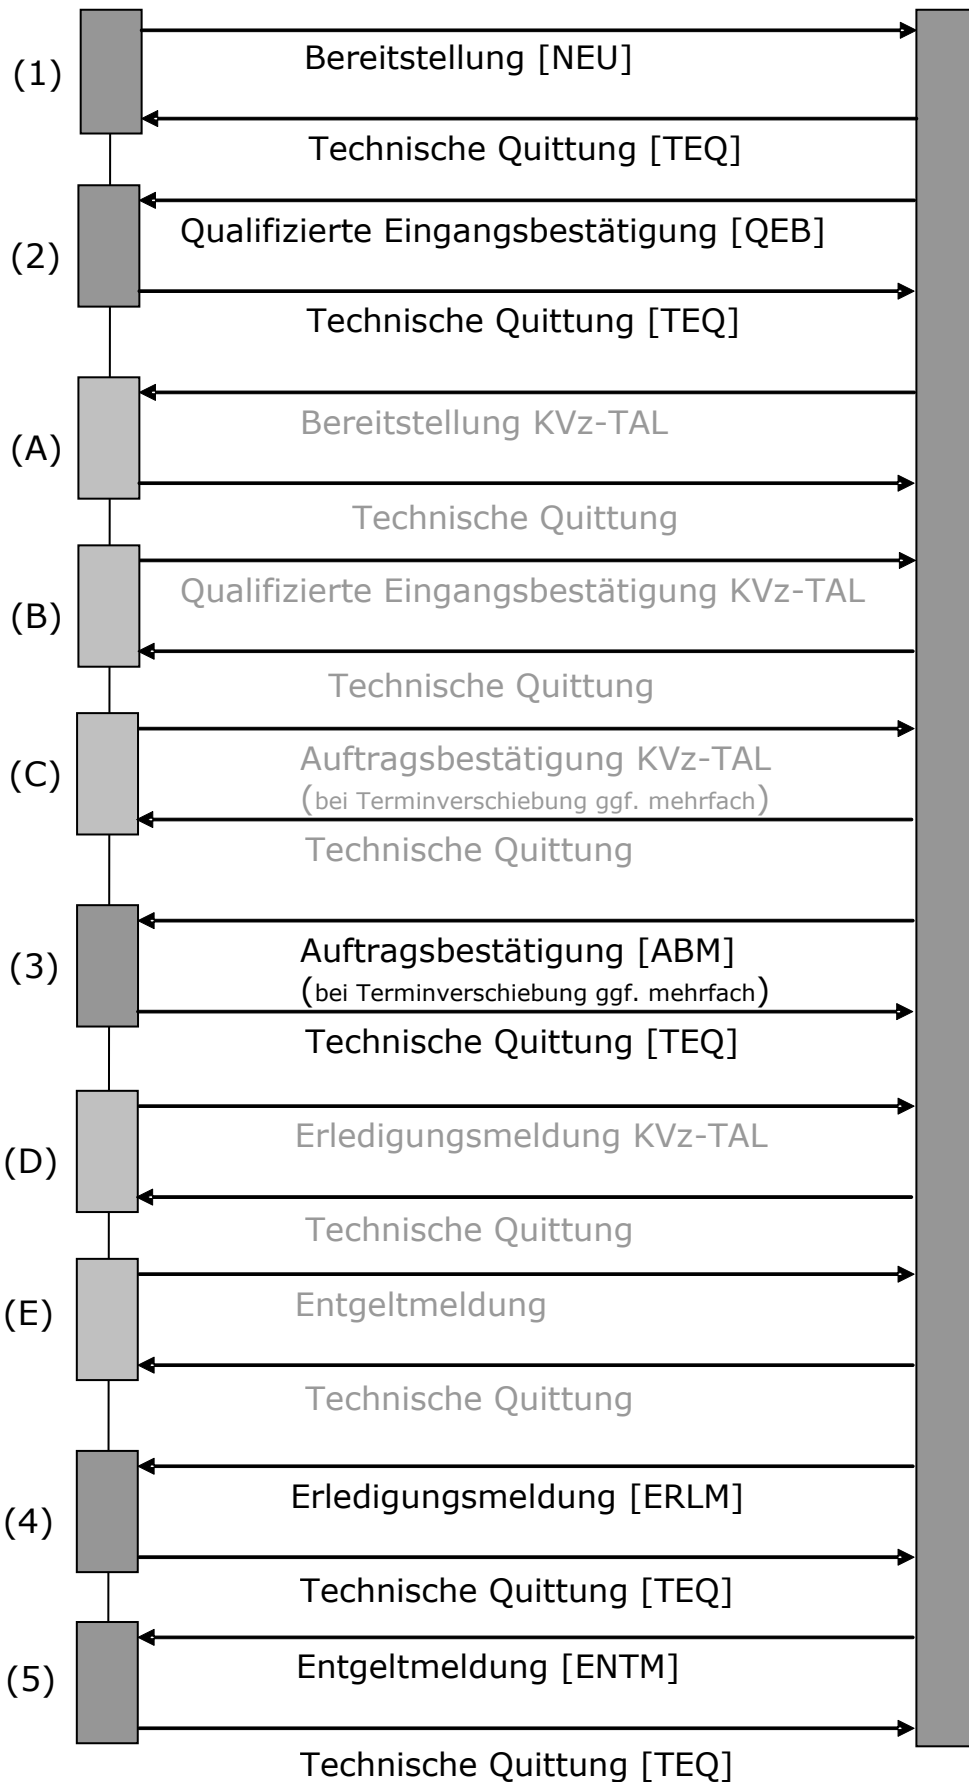 Bereitstellung [NEU]
(1)
Technische Quittung [TEQ]
Qualifizierte Eingangsbestätigung [QEB]
(2)
Technische Quittung [TEQ]
Bereitstellung KVz-TAL
(A)
Technische Quittung
Qualifizierte Eingangsbestätigung KVz-TAL
(B)
Technische Quittung
Auftragsbestätigung KVz-TAL
(C)
(bei Terminverschiebung ggf. mehrfach)
Technische Quittung
Auftragsbestätigung [ABM]
(3)
(bei Terminverschiebung ggf. mehrfach)
Technische Quittung [TEQ]
Erledigungsmeldung KVz-TAL
(D)
Technische Quittung
Entgeltmeldung
(E)
Technische Quittung
Erledigungsmeldung [ERLM]
(4)
Technische Quittung [TEQ]
Entgeltmeldung [ENTM]
(5)
Technische Quittung [TEQ]